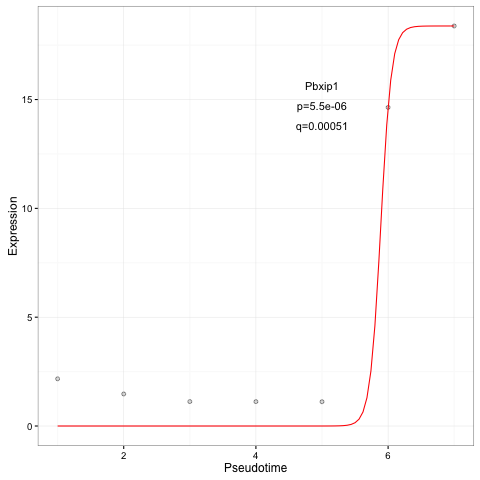 Pbxip1
p=5.5e-06
q=0.00051
15
10
5
0
Expression
2 4 6
Pseudotime